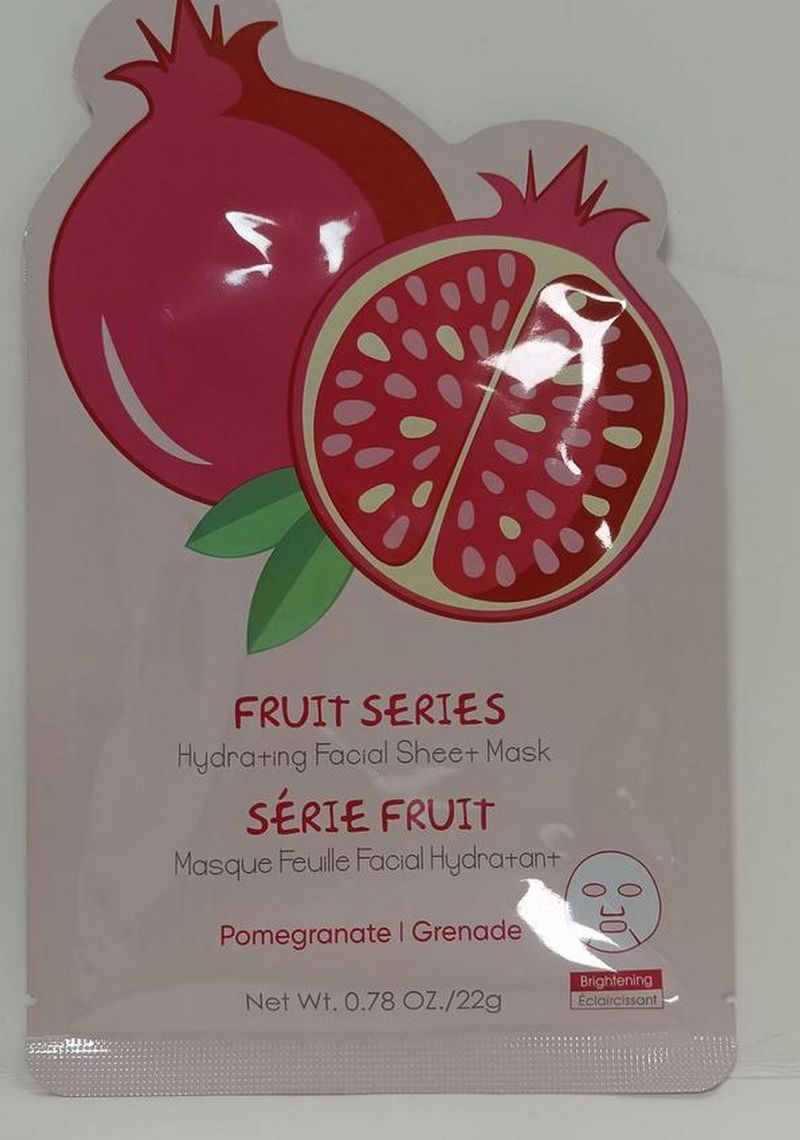 FRUIT SERIES
Hydrating Facial Sheet Mask
SÉRIE FRUIT
Masque Feuille Facial Hydratant
Pomegranate | Grenade
Brightening
Éclaircissant
Net Wt. 0.78 OZ./22g